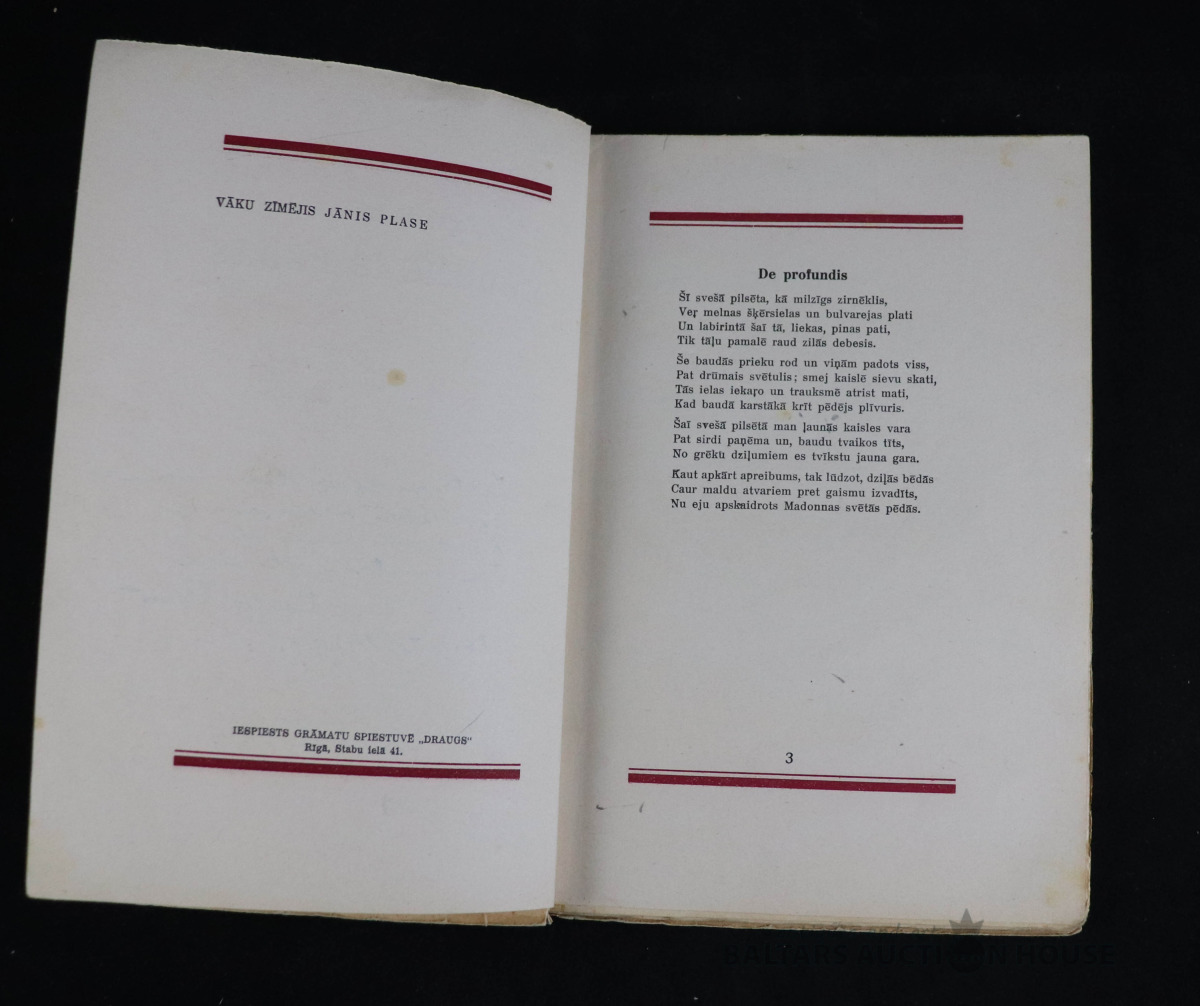 VĀKU ZĪMĒJIS JĀNIS PLASE
IESPIESTS GRĀMATU SPIESTUVĒ „DRAUGS“
Rīgā, Stabu ielā 41.
De profundis
Šī svešā pilsēta, kā milzīgs zirnēklis,
Veŗ melnas šķērsielas un bulvarejas plati
Un labirintā šaī tā, liekas, pinas pati,
Tik tāļu pamalē raud zilās debesis.
Še baudās prieku rod un viņām padots viss,
Pat drūmais svētulis; smej kaislē sievu skati,
Tās ielas iekaŗo un trauksmē atrist mati,
Kad baudā karstākā krīt pēdējs plīvuris.
Šaī svešā pilsētā man ļaunās kaisles vara
Pat sirdi paņēma un, baudu tvaikos tīts,
No grēku dziļumiem es tvīkstu jauna gara.
Kaut apkārt apreibums, tak lūdzot, dziļās bēdās
Caur maldu atvariem pret gaismu izvadīts,
Nu eju apskaidrots Madonnas svētās pēdās.
3
BALTARS AUCTION HOUSE